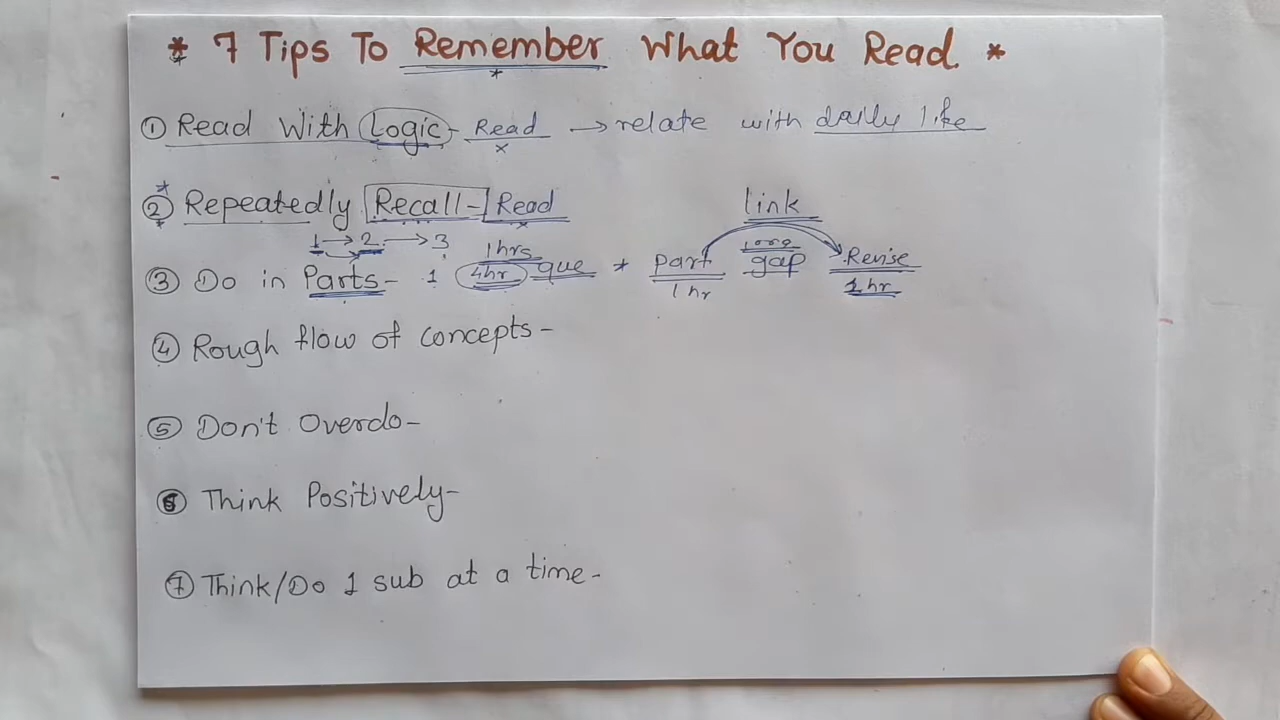 * 7 Tips To Remember What You Read. *
① Read With Logic - Read → relate with daily like
② Repeatedly Recall - Read
link
1 → 2 → 3
③ Do in Parts - 1 4hr que * part gap Revise
1hrs
1 hr 1 hr
④ Rough flow of concepts -
⑤ Don't Overdo -
⑥ Think Positively -
⑦ Think/Do 1 sub at a time -